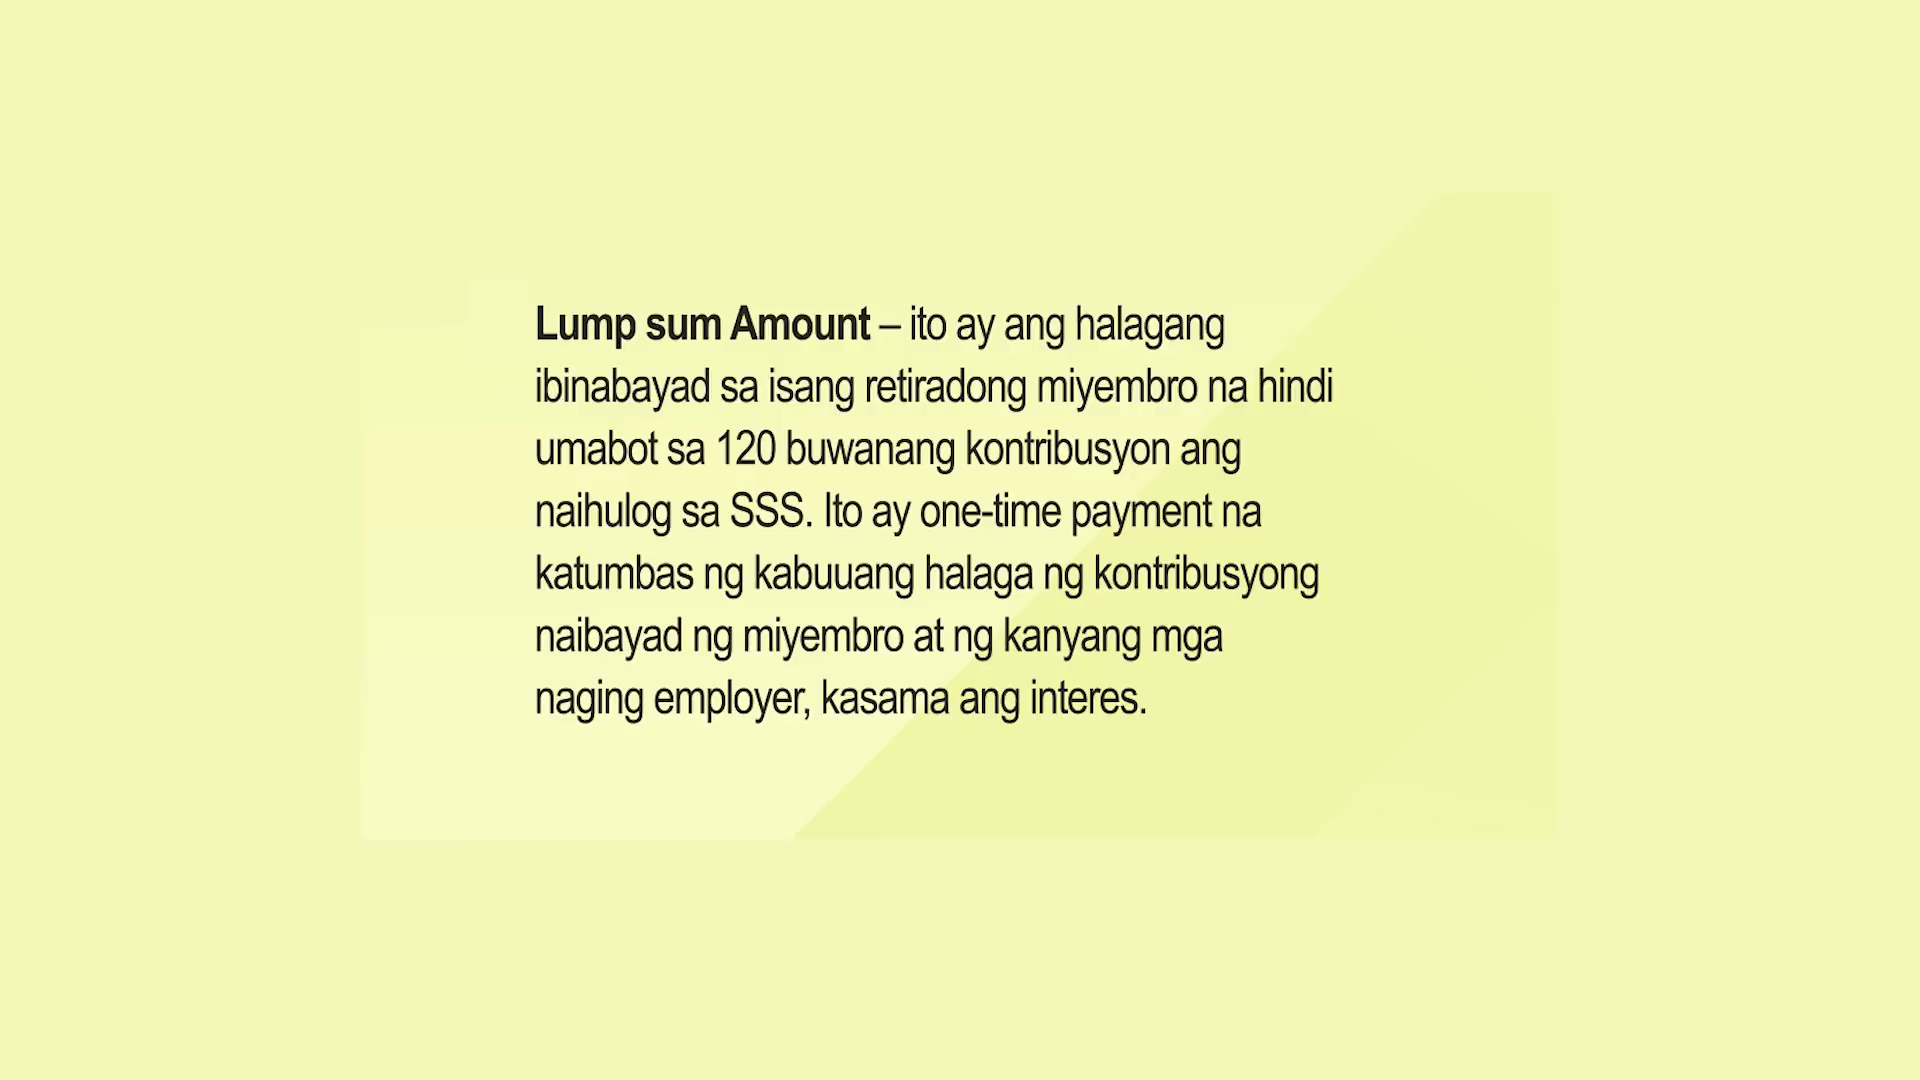 Lump sum Amount – ito ay ang halagang
ibinabayad sa isang retiradong miyembro na hindi
umabot sa 120 buwanang kontribusyon ang
naihulog sa SSS. Ito ay one-time payment na
katumbas ng kabuuang halaga ng kontribusyong
naibayad ng miyembro at ng kanyang mga
naging employer, kasama ang interes.